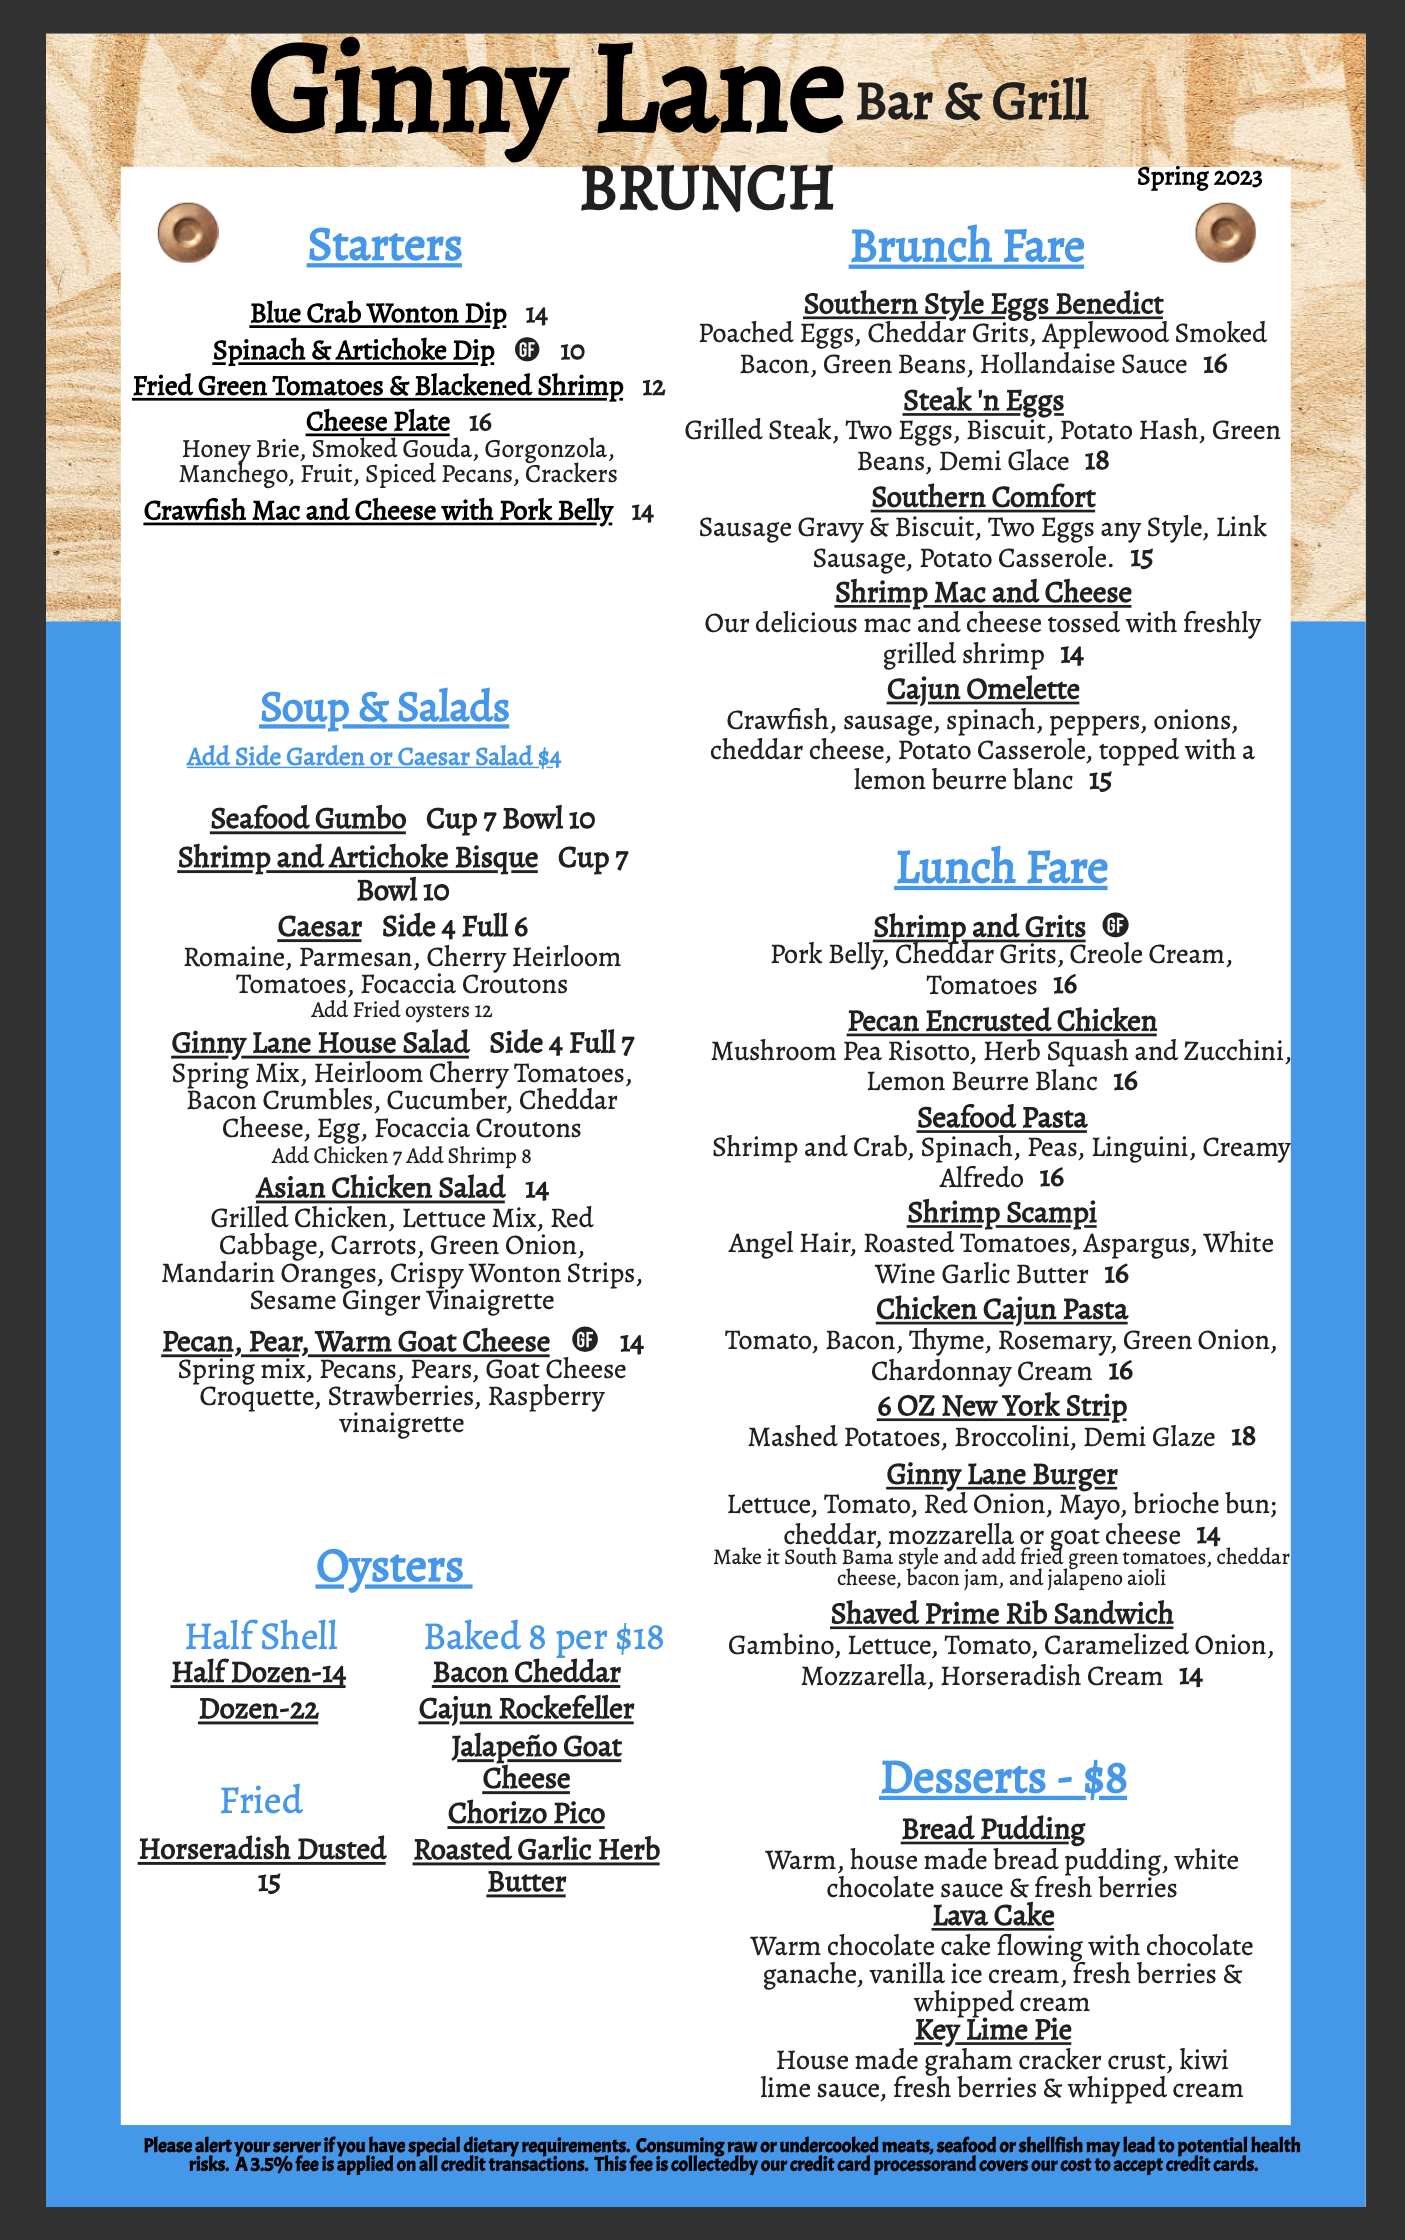 Ginny Lane Bar & Grill
BRUNCH
Spring 2023
Starters
Blue Crab Wonton Dip 14
Spinach & Artichoke Dip GF 10
Fried Green Tomatoes & Blackened Shrimp 12
Cheese Plate 16
Honey Brie, Smoked Gouda, Gorgonzola,
Manchego, Fruit, Spiced Pecans, Crackers
Crawfish Mac and Cheese with Pork Belly 14
Soup & Salads
Add Side Garden or Caesar Salad $4
Seafood Gumbo Cup 7 Bowl 10
Shrimp and Artichoke Bisque Cup 7
Bowl 10
Caesar Side 4 Full 6
Romaine, Parmesan, Cherry Heirloom
Tomatoes, Focaccia Croutons
Add Fried oysters 12
Ginny Lane House Salad Side 4 Full 7
Spring Mix, Heirloom Cherry Tomatoes,
Bacon Crumbles, Cucumber, Cheddar
Cheese, Egg, Focaccia Croutons
Add Chicken 7 Add Shrimp 8
Asian Chicken Salad 14
Grilled Chicken, Lettuce Mix, Red
Cabbage, Carrots, Green Onion,
Mandarin Oranges, Crispy Wonton Strips,
Sesame Ginger Vinaigrette
Pecan, Pear, Warm Goat Cheese GF 14
Spring mix, Pecans, Pears, Goat Cheese
Croquette, Strawberries, Raspberry
vinaigrette
Oysters
Half Shell
Half Dozen-14
Dozen-22
Fried
Horseradish Dusted
15
Baked 8 per $18
Bacon Cheddar
Cajun Rockefeller
Jalapeño Goat
Cheese
Chorizo Pico
Roasted Garlic Herb
Butter
Brunch Fare
Southern Style Eggs Benedict
Poached Eggs, Cheddar Grits, Applewood Smoked
Bacon, Green Beans, Hollandaise Sauce 16
Steak 'n Eggs
Grilled Steak, Two Eggs, Biscuit, Potato Hash, Green
Beans, Demi Glace 18
Southern Comfort
Sausage Gravy & Biscuit, Two Eggs any Style, Link
Sausage, Potato Casserole. 15
Shrimp Mac and Cheese
Our delicious mac and cheese tossed with freshly
grilled shrimp 14
Cajun Omelette
Crawfish, sausage, spinach, peppers, onions,
cheddar cheese, Potato Casserole, topped with a
lemon beurre blanc 15
Lunch Fare
Shrimp and Grits GF
Pork Belly, Cheddar Grits, Creole Cream,
Tomatoes 16
Pecan Encrusted Chicken
Mushroom Pea Risotto, Herb Squash and Zucchini,
Lemon Beurre Blanc 16
Seafood Pasta
Shrimp and Crab, Spinach, Peas, Linguini, Creamy
Alfredo 16
Shrimp Scampi
Angel Hair, Roasted Tomatoes, Aspargus, White
Wine Garlic Butter 16
Chicken Cajun Pasta
Tomato, Bacon, Thyme, Rosemary, Green Onion,
Chardonnay Cream 16
6 OZ New York Strip
Mashed Potatoes, Broccolini, Demi Glaze 18
Ginny Lane Burger
Lettuce, Tomato, Red Onion, Mayo, brioche bun;
cheddar, mozzarella or goat cheese 14
Make it South Bama style and add fried green tomatoes, cheddar
cheese, bacon jam, and jalapeno aioli
Shaved Prime Rib Sandwich
Gambino, Lettuce, Tomato, Caramelized Onion,
Mozzarella, Horseradish Cream 14
Desserts - $8
Bread Pudding
Warm, house made bread pudding, white
chocolate sauce & fresh berries
Lava Cake
Warm chocolate cake flowing with chocolate
ganache, vanilla ice cream, fresh berries &
whipped cream
Key Lime Pie
House made graham cracker crust, kiwi
lime sauce, fresh berries & whipped cream
Please alert your server if you have special dietary requirements. Consuming raw or undercooked meats, seafood or shellfish may lead to potential health
risks. A 3.5% fee is applied on all credit transactions. This fee is collectedby our credit card processorand covers our cost to accept credit cards.